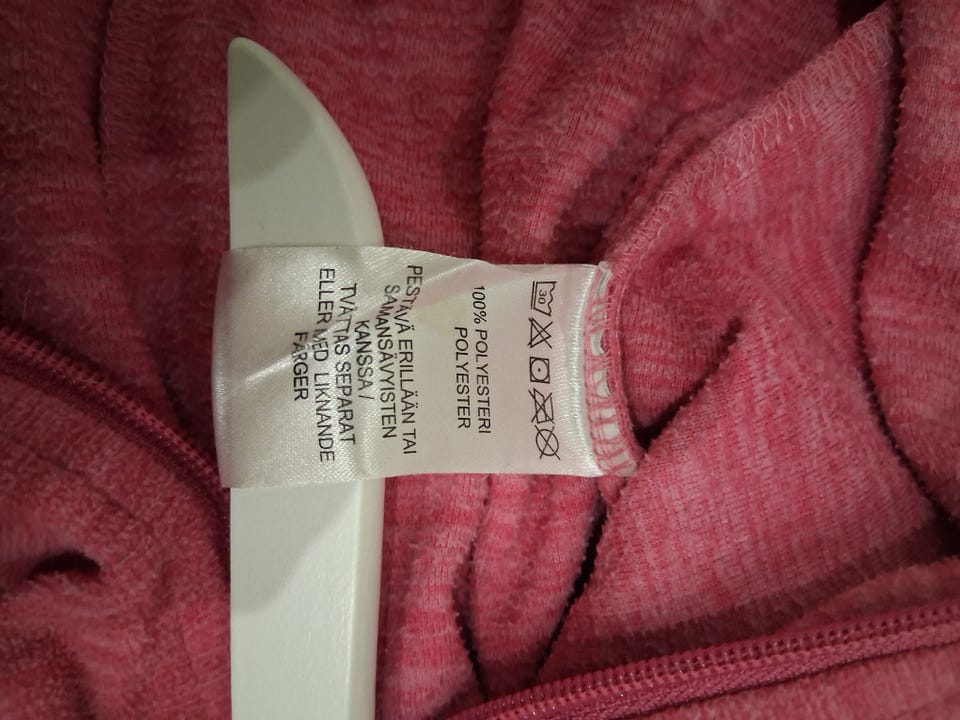 30
100% POLYESTERI
POLYESTER
PESTÄVÄ ERILLÄÄN TAI
SAMANSÄVYISTEN
KANSSA /
TVÄTTAS SEPARAT
ELLER MED LIKNANDE
FÄRGER